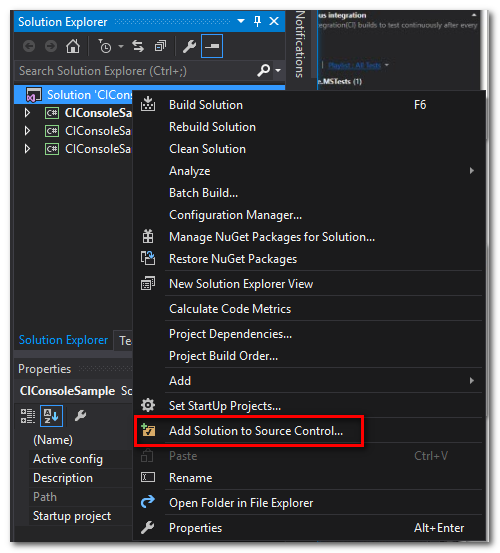 Solution Explorer
Search Solution Explorer (Ctrl+;)
Solution 'CICons
CIConsoleSa
CIConsoleSa
CIConsoleSa
Notifications
us integration
ntegration(CI) builds to test continuously after every
Playlist : All Tests
.MSTests (1)
Build Solution F6
Rebuild Solution
Clean Solution
Analyze
Batch Build...
Configuration Manager...
Manage NuGet Packages for Solution...
Restore NuGet Packages
New Solution Explorer View
Calculate Code Metrics
Project Dependencies...
Project Build Order...
Add
Set StartUp Projects...
Add Solution to Source Control...
Paste Ctrl+V
Rename
Open Folder in File Explorer
Properties Alt+Enter
Solution Explorer Te
Properties
CIConsoleSample So
(Name)
Active config
Description
Path
Startup project